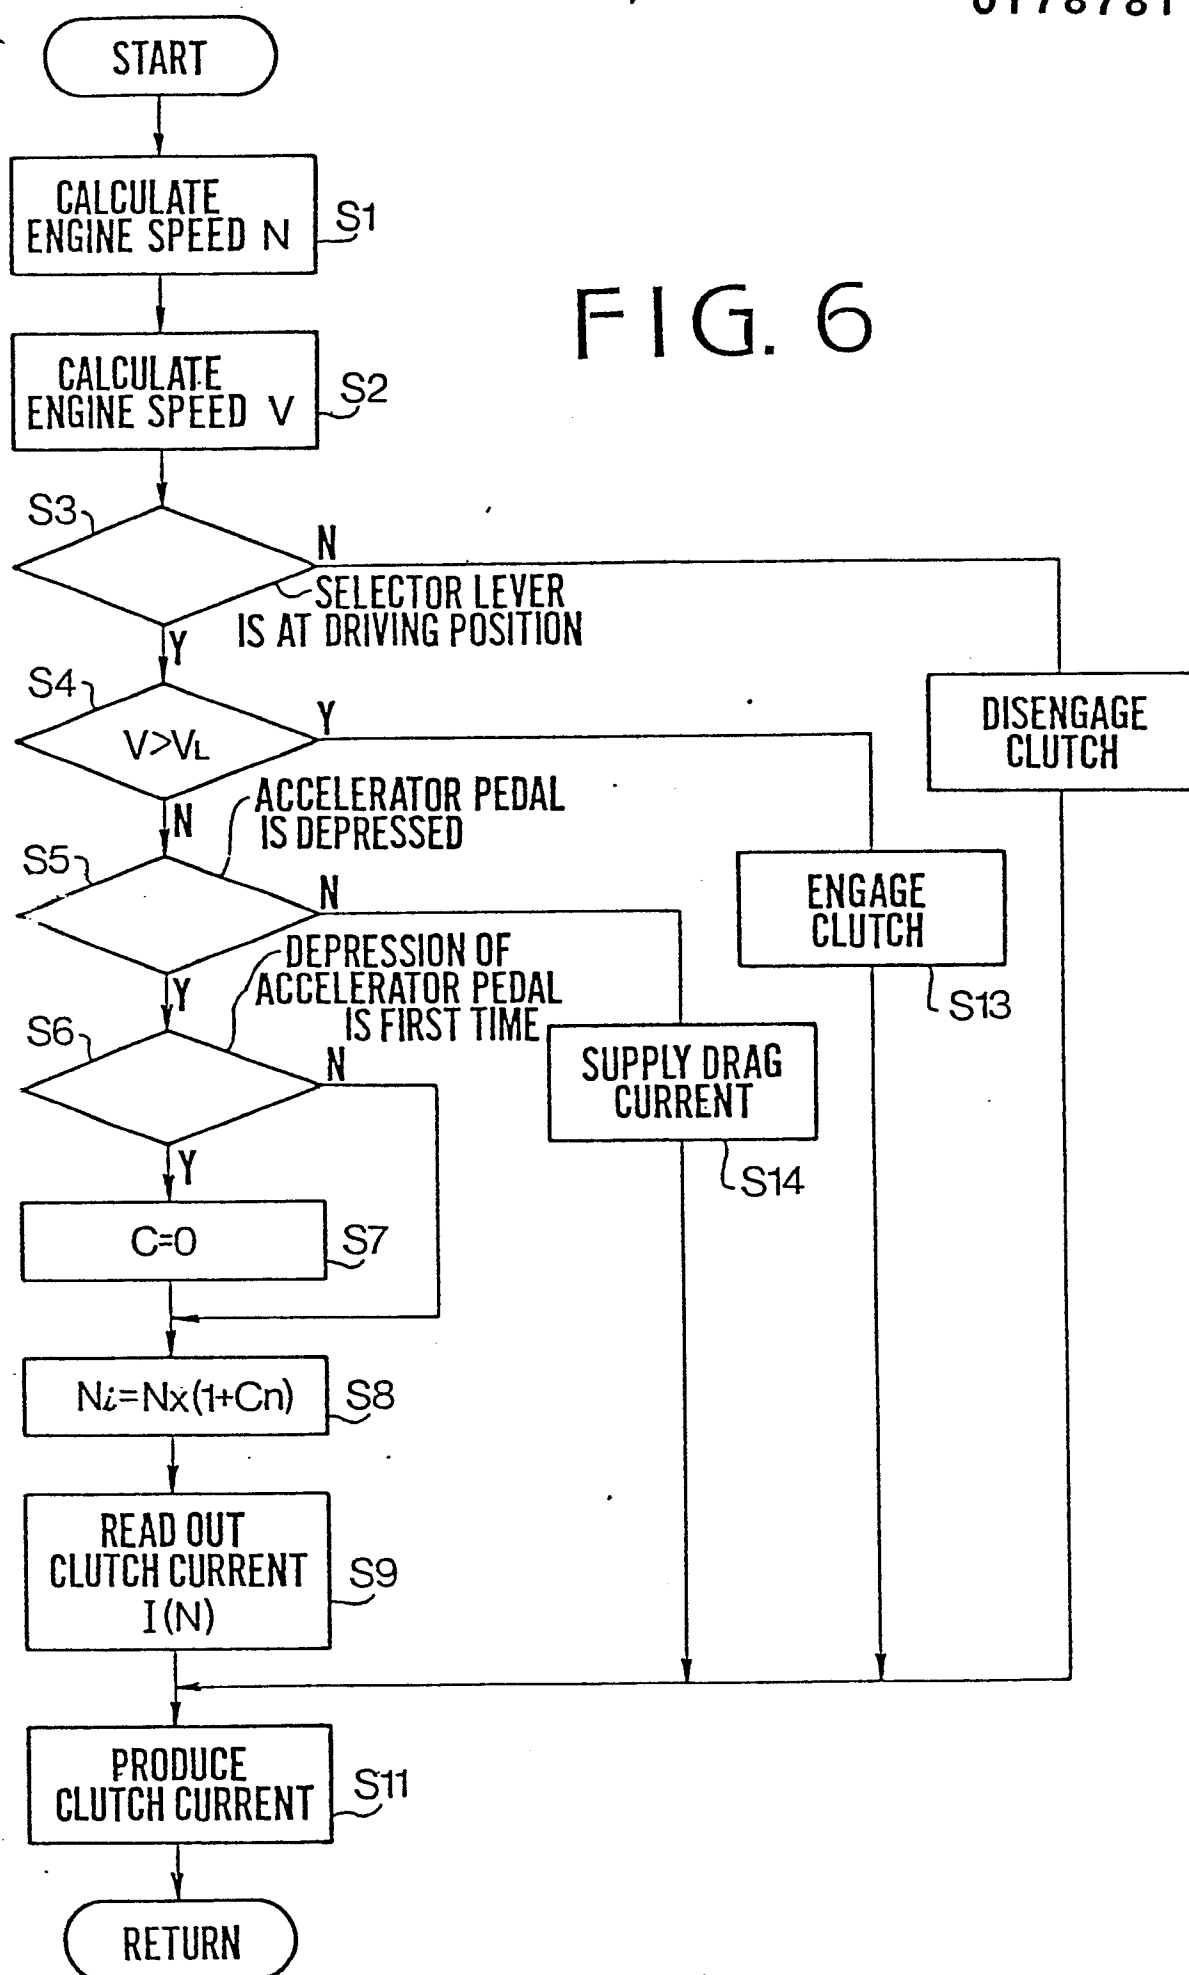 0178781
START
CALCULATE
ENGINE SPEED N
S1
FIG. 6
CALCULATE
ENGINE SPEED V
S2
S3
N
SELECTOR LEVER
IS AT DRIVING POSITION
Y
S4
V>VL
Y
DISENGAGE
CLUTCH
N
ACCELERATOR PEDAL
IS DEPRESSED
S5
N
ENGAGE
CLUTCH
S13
DEPRESSION OF
ACCELERATOR PEDAL
IS FIRST TIME
Y
S6
N
SUPPLY DRAG
CURRENT
S14
Y
C=0
S7
Ni=Nx(1+Cn)
S8
READ OUT
CLUTCH CURRENT
I(N)
S9
PRODUCE
CLUTCH CURRENT
S11
RETURN